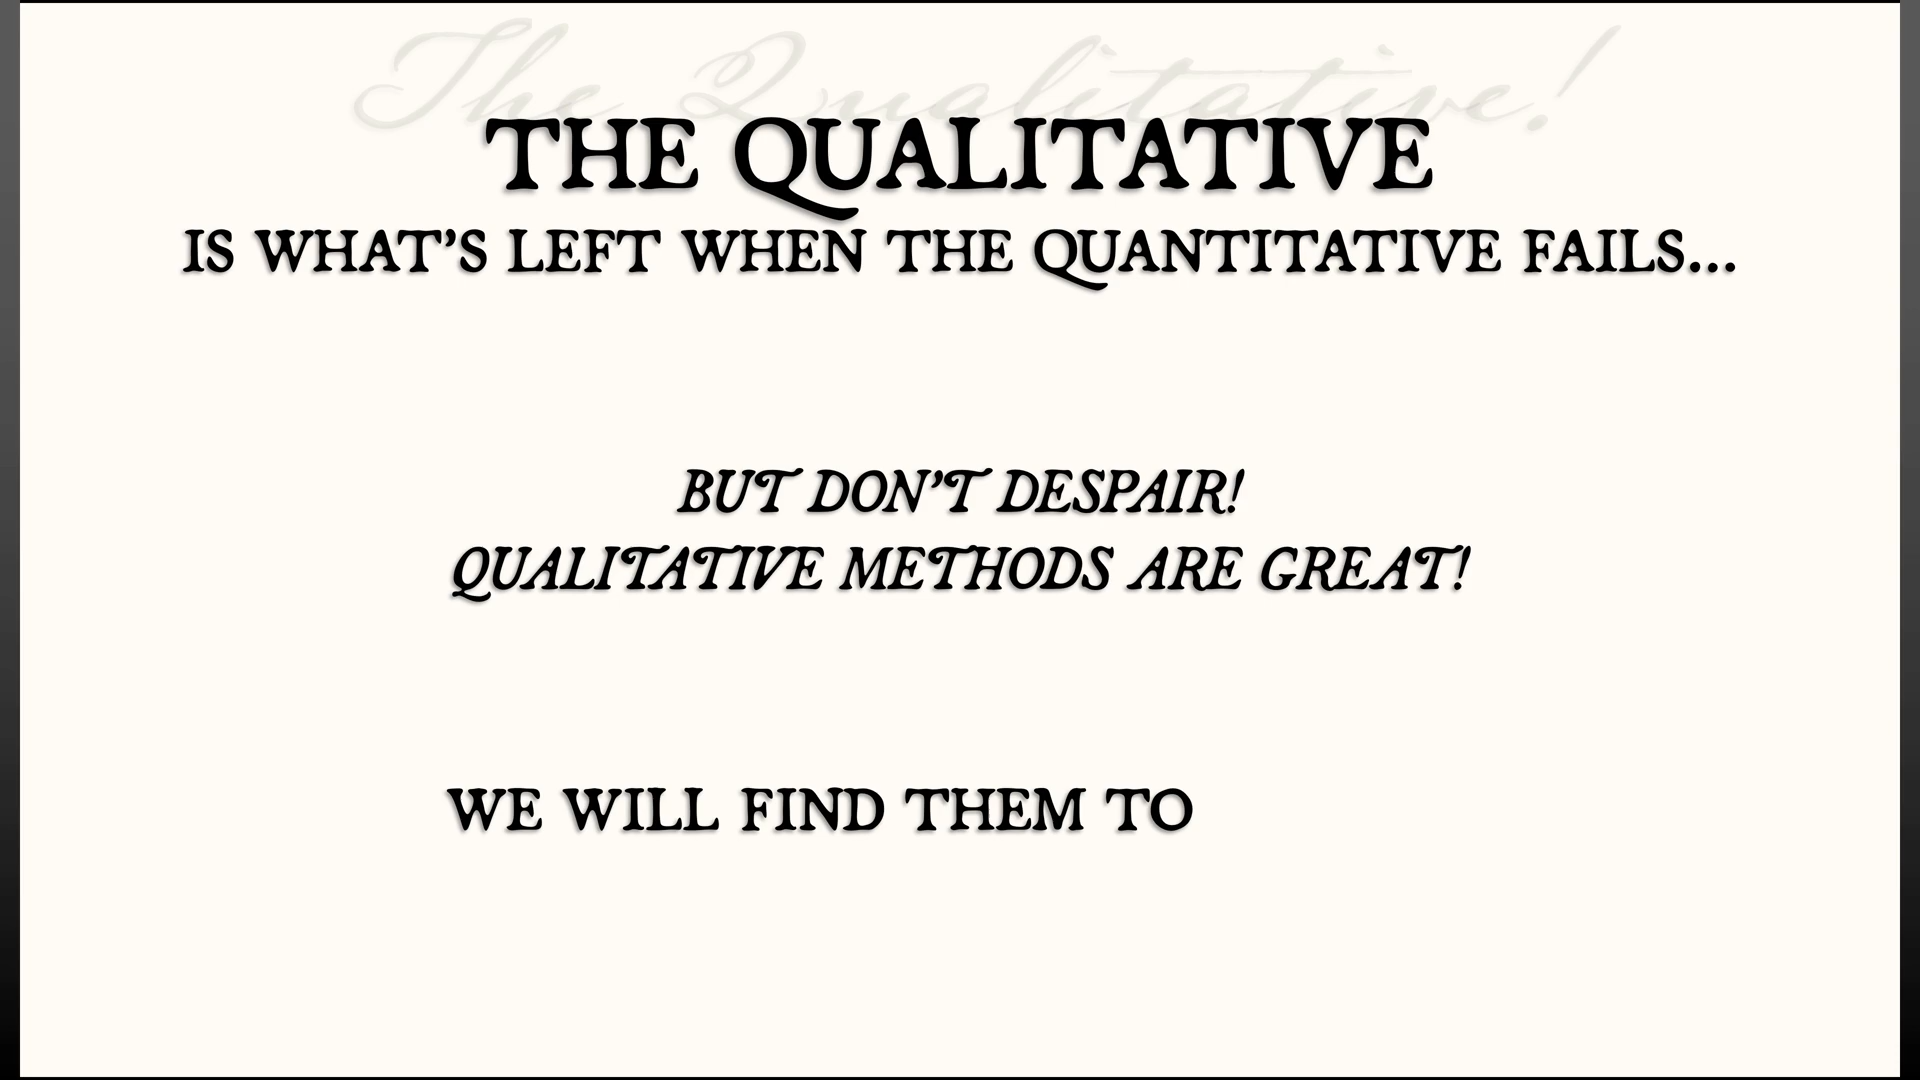 The Qualitative!
THE QUALITATIVE
IS WHAT’S LEFT WHEN THE QUANTITATIVE FAILS...
BUT DON’T DESPAIR!
QUALITATIVE METHODS ARE GREAT!
WE WILL FIND THEM TO